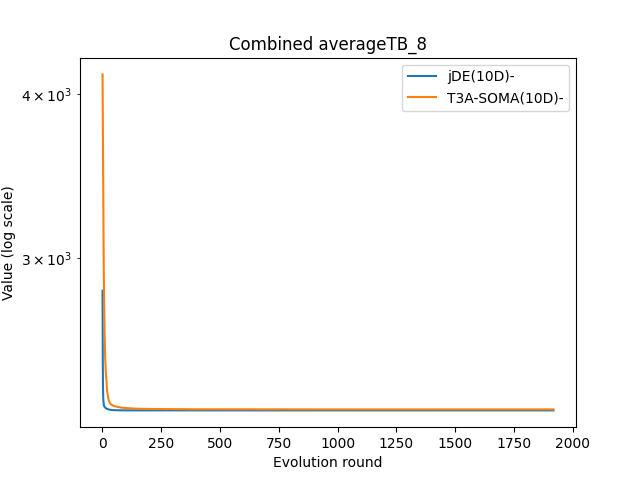 Combined averageTB_8
jDE(10D)-
T3A-SOMA(10D)-
4 × 10³
3 × 10³
Value (log scale)
0 250 500 750 1000 1250 1500 1750 2000
Evolution round